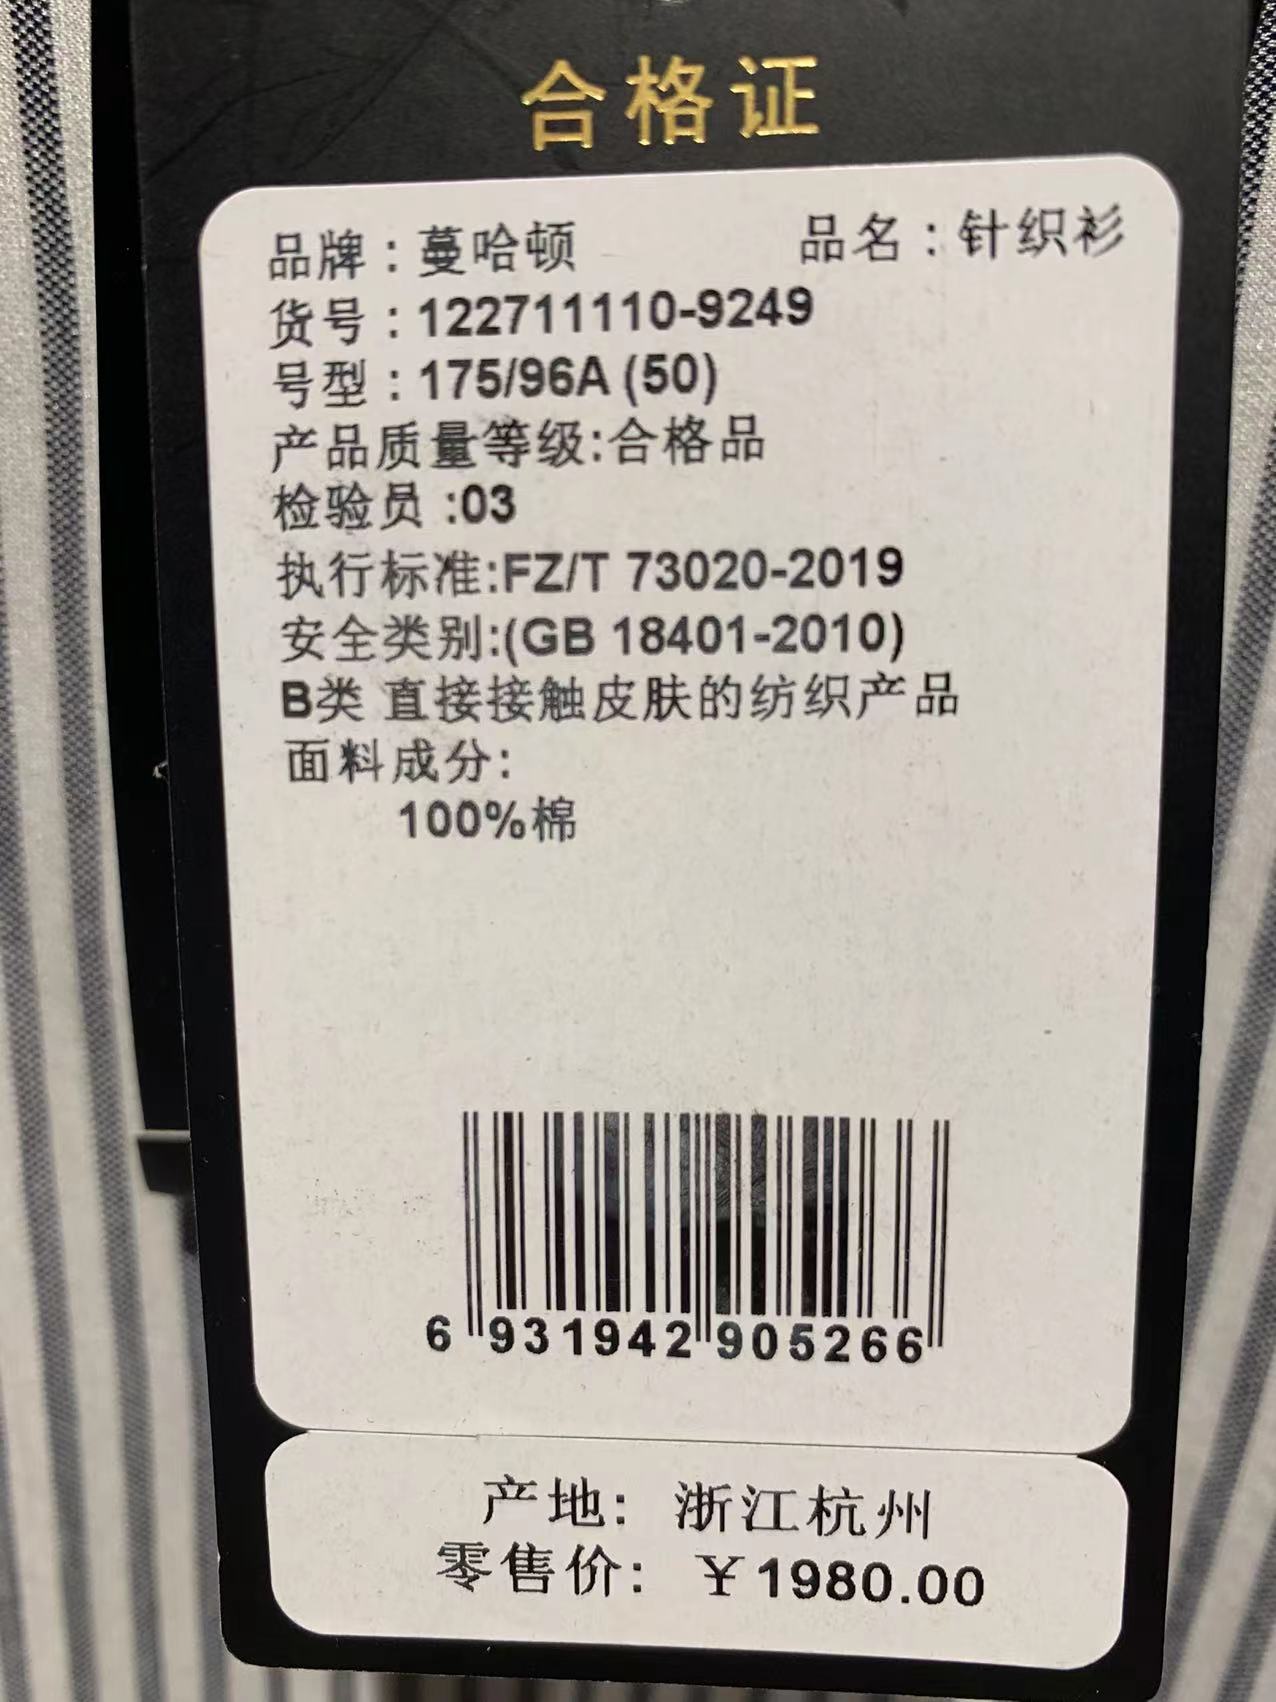 合格证
品牌：蔓哈顿 品名：针织衫
货号：122711110-9249
号型：175/96A (50)
产品质量等级:合格品
检验员 :03
执行标准:FZ/T 73020-2019
安全类别:(GB 18401-2010)
B类 直接接触皮肤的纺织产品
面料成分:
100%棉
6 931942 905266
产地: 浙江杭州
零售价: ￥1980.00